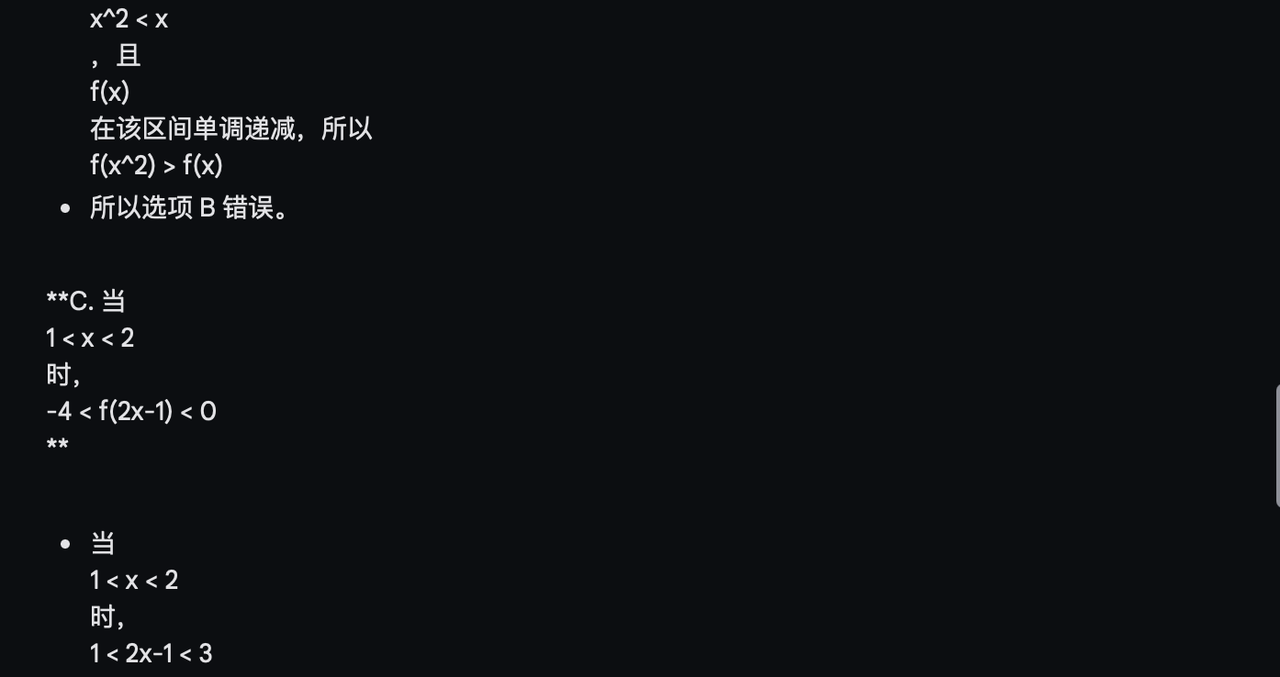 x^2 < x
，且
f(x)
在该区间单调递减，所以
f(x^2) > f(x)
• 所以选项 B 错误。
**C. 当
1 < x < 2
时，
-4 < f(2x-1) < 0
**
• 当
1 < x < 2
时，
1 < 2x-1 < 3